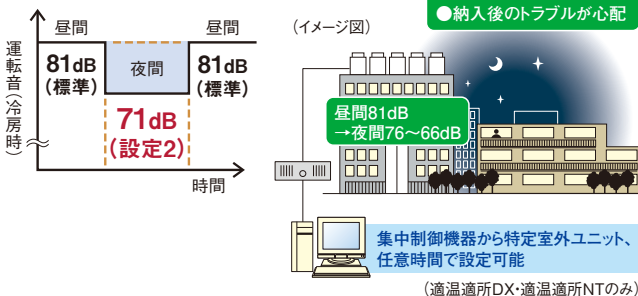 ●納入後のトラブルが心配
昼間
昼間
(イメージ図)
運転音(冷房時)
81dB
(標準)
夜間
81dB
(標準)
71dB
(設定2)
時間
昼間81dB
→夜間76〜66dB
集中制御機器から特定室外ユニット、
任意時間で設定可能
(適温適所DX・適温適所NTのみ)